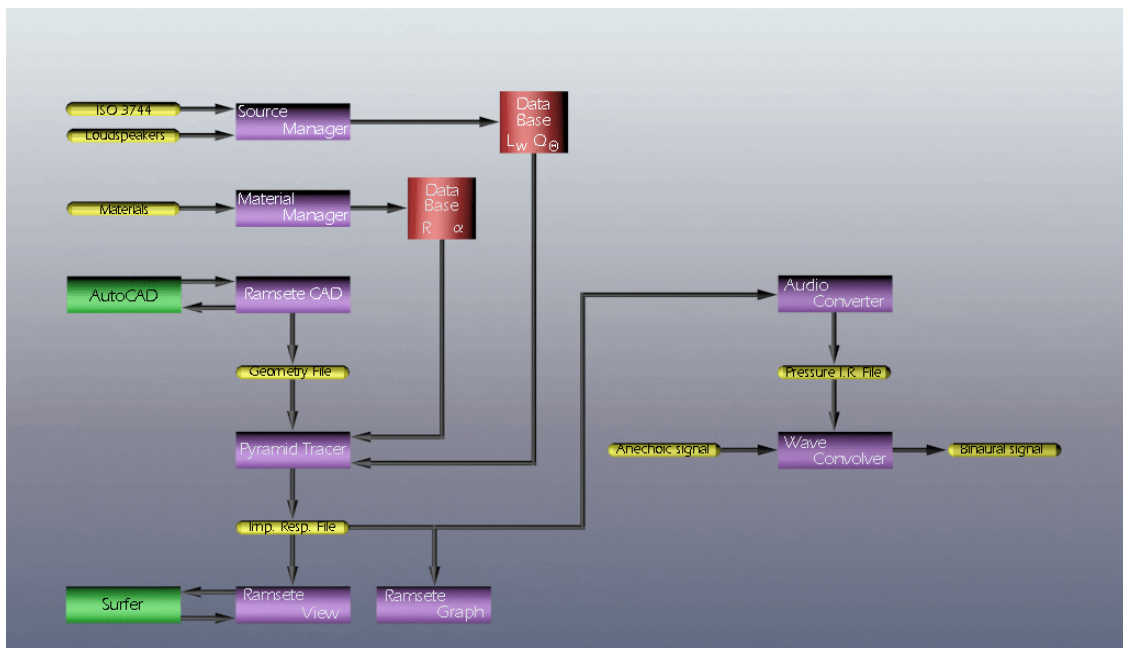 ISO 3744
Loudspeakers
Source
Manager
Data
Base
Lw QΘ
Materials
Material
Manager
Data
Base
R α
AutoCAD
Ramsete CAD
Audio
Converter
Geometry File
Pressure I.R. File
Pyramid Tracer
Anechoic signal
Wave
Convolver
Binaural signal
Imp. Resp. File
Surfer
Ramsete
View
Ramsete
Graph